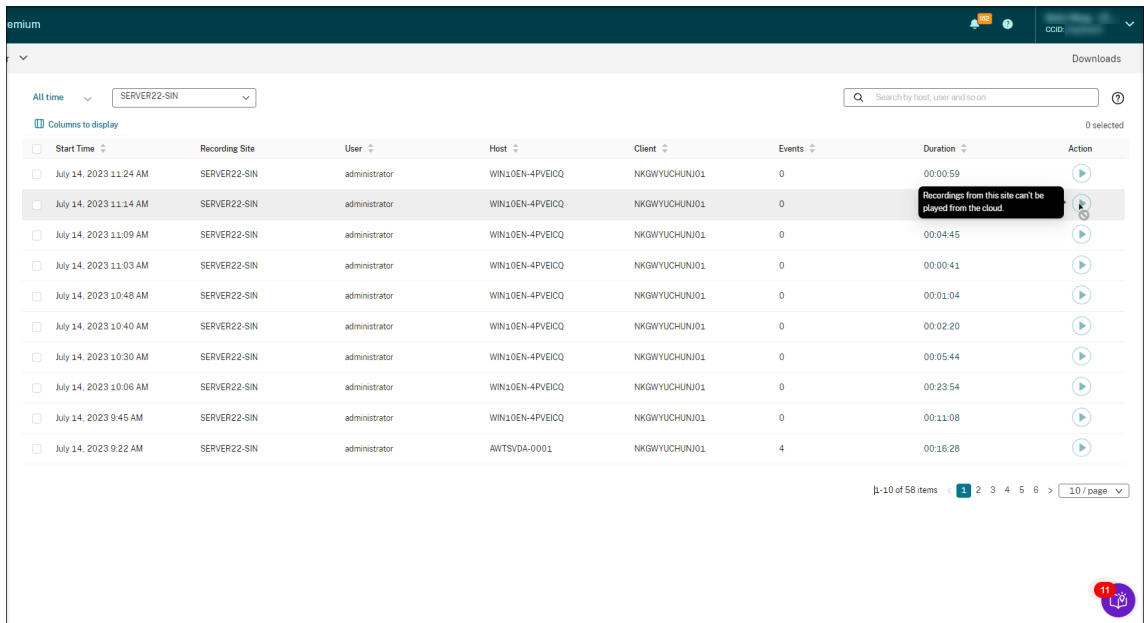 emium
162
CCID:
r
Downloads
All time
SERVER22-SIN
Search by host, user and so on
Columns to display
0 selected
Start Time Recording Site User Host Client Events Duration Action
July 14, 2023 11:24 AM SERVER22-SIN administrator WIN10EN-4PVEICQ NKGWYUCHUNJ01 0 00:00:59
July 14, 2023 11:14 AM SERVER22-SIN administrator WIN10EN-4PVEICQ NKGWYUCHUNJ01 0
Recordings from this site can't be
played from the cloud.
July 14, 2023 11:09 AM SERVER22-SIN administrator WIN10EN-4PVEICQ NKGWYUCHUNJ01 0 00:04:45
July 14, 2023 11:03 AM SERVER22-SIN administrator WIN10EN-4PVEICQ NKGWYUCHUNJ01 0 00:00:41
July 14, 2023 10:48 AM SERVER22-SIN administrator WIN10EN-4PVEICQ NKGWYUCHUNJ01 0 00:01:04
July 14, 2023 10:40 AM SERVER22-SIN administrator WIN10EN-4PVEICQ NKGWYUCHUNJ01 0 00:02:20
July 14, 2023 10:30 AM SERVER22-SIN administrator WIN10EN-4PVEICQ NKGWYUCHUNJ01 0 00:05:44
July 14, 2023 10:06 AM SERVER22-SIN administrator WIN10EN-4PVEICQ NKGWYUCHUNJ01 0 00:23:54
July 14, 2023 9:45 AM SERVER22-SIN administrator WIN10EN-4PVEICQ NKGWYUCHUNJ01 0 00:11:08
July 14, 2023 9:22 AM SERVER22-SIN administrator AWTSVDA-0001 NKGWYUCHUNJ01 4 00:16:28
1-10 of 58 items < 1 2 3 4 5 6 > 10 / page
11